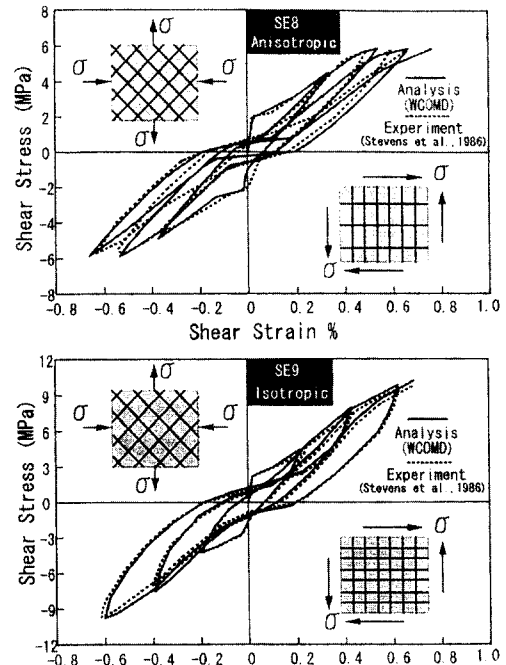 SE8
Anisotropic
σ
σ
σ
σ
Analysis
(WCOMD)
Experiment
(Stevens et al.,1986)
σ
σ
Shear Stress (MPa)
8
6
4
2
0
-2
-4
-6
-8
-0.8 -0.6 -0.4 -0.2 0 0.2 0.4 0.6 0.8 1.0
Shear Strain %
SE9
Isotropic
σ
σ
σ
σ
Analysis
(WCOMD)
Experiment
(Stevens et al.,1986)
σ
σ
Shear Stress (MPa)
12
9
6
3
0
-3
-6
-9
-12
-0.8 -0.6 -0.4 -0.2 0 0.2 0.4 0.6 0.8 1.0